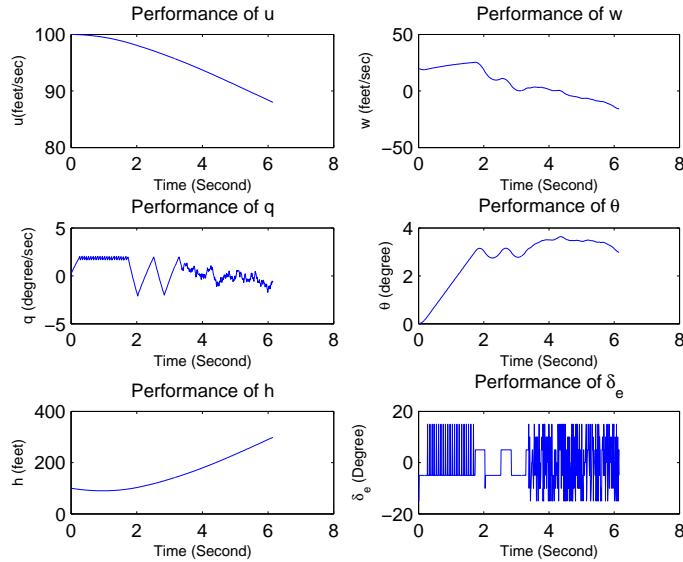 Performance of u
100
90
80
u(feet/sec)
0 2 4 6 8
Time (Second)
Performance of w
50
0
−50
w (feet/sec)
0 2 4 6 8
Time (Second)
Performance of q
5
0
−5
q (degree/sec)
0 2 4 6 8
Time (Second)
Performance of θ
4
2
0
θ (degree)
0 2 4 6 8
Time (Second)
Performance of h
400
200
0
h (feet)
0 2 4 6 8
Time (Second)
Performance of δ_e
20
0
−20
δ_e (Degree)
0 2 4 6 8
Time (Second)